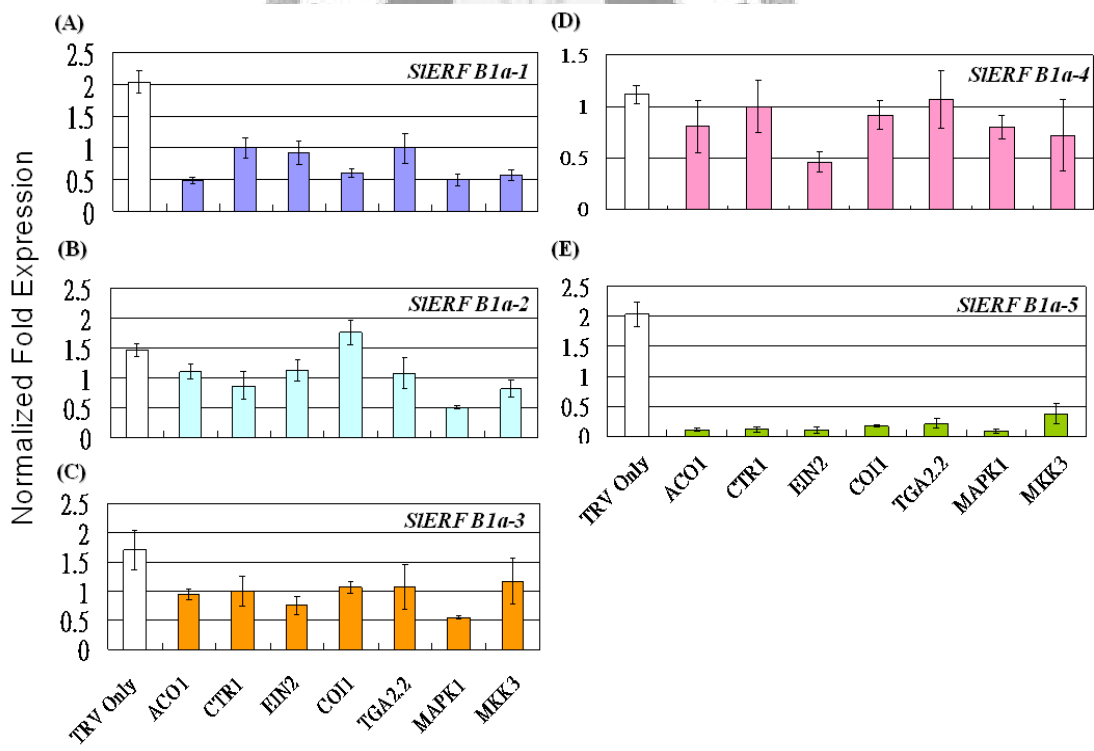 Normalized Fold Expression
(A)
SlERF B1a-1
2.5
2
1.5
1
0.5
0
(B)
SlERF B1a-2
2.5
2
1.5
1
0.5
0
(C)
SlERF B1a-3
2.5
2
1.5
1
0.5
0
TRV Only
ACO1
CTR1
EIN2
COI1
TGA2.2
MAPK1
MKK3
(D)
SlERF B1a-4
1.5
1
0.5
0
(E)
SlERF B1a-5
2.5
2
1.5
1
0.5
0
TRV Only
ACO1
CTR1
EIN2
COI1
TGA2.2
MAPK1
MKK3